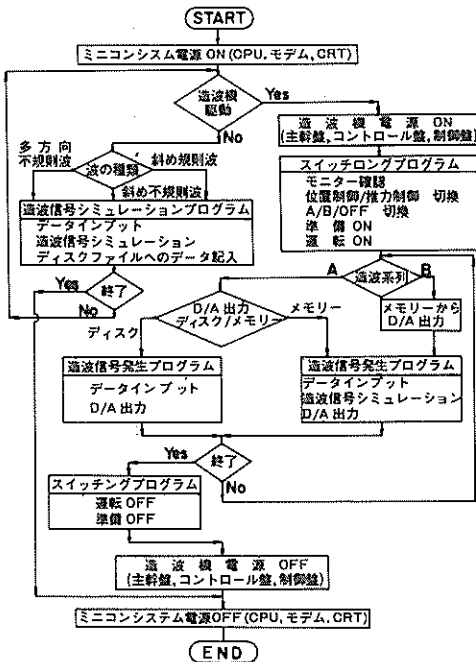 START
ミニコンシスム電源 ON (CPU, モデム, CRT)
造波機
駆動
Yes
No
造波機電源 ON
(主幹盤, コントロール盤, 制御盤)
多方向
不規則波
波の種類
斜め規則波
斜め不規則波
スイッチロングプログラム
モニター確認
位置制御/推力制御 切換
A/B/OFF 切換
準備 ON
運転 ON
造波信号シミュレーションプログラム
データインプット
造波信号シミュレーション
ディスクファイルへのデータ記入
Yes
終了
No
A
造波系列
B
D/A 出力
ディスク/メモリー
ディスク
メモリー
メモリーから
D/A 出力
造波信号発生プログラム
データインプット
D/A 出力
造波信号発生プログラム
データインプット
造波信号シミュレーション
D/A 出力
Yes
終了
No
スイッチングプログラム
運転 OFF
準備 OFF
造波機電源 OFF
(主幹盤, コントロール盤, 制御盤)
ミニコンシステム電源OFF (CPU, モデム, CRT)
END